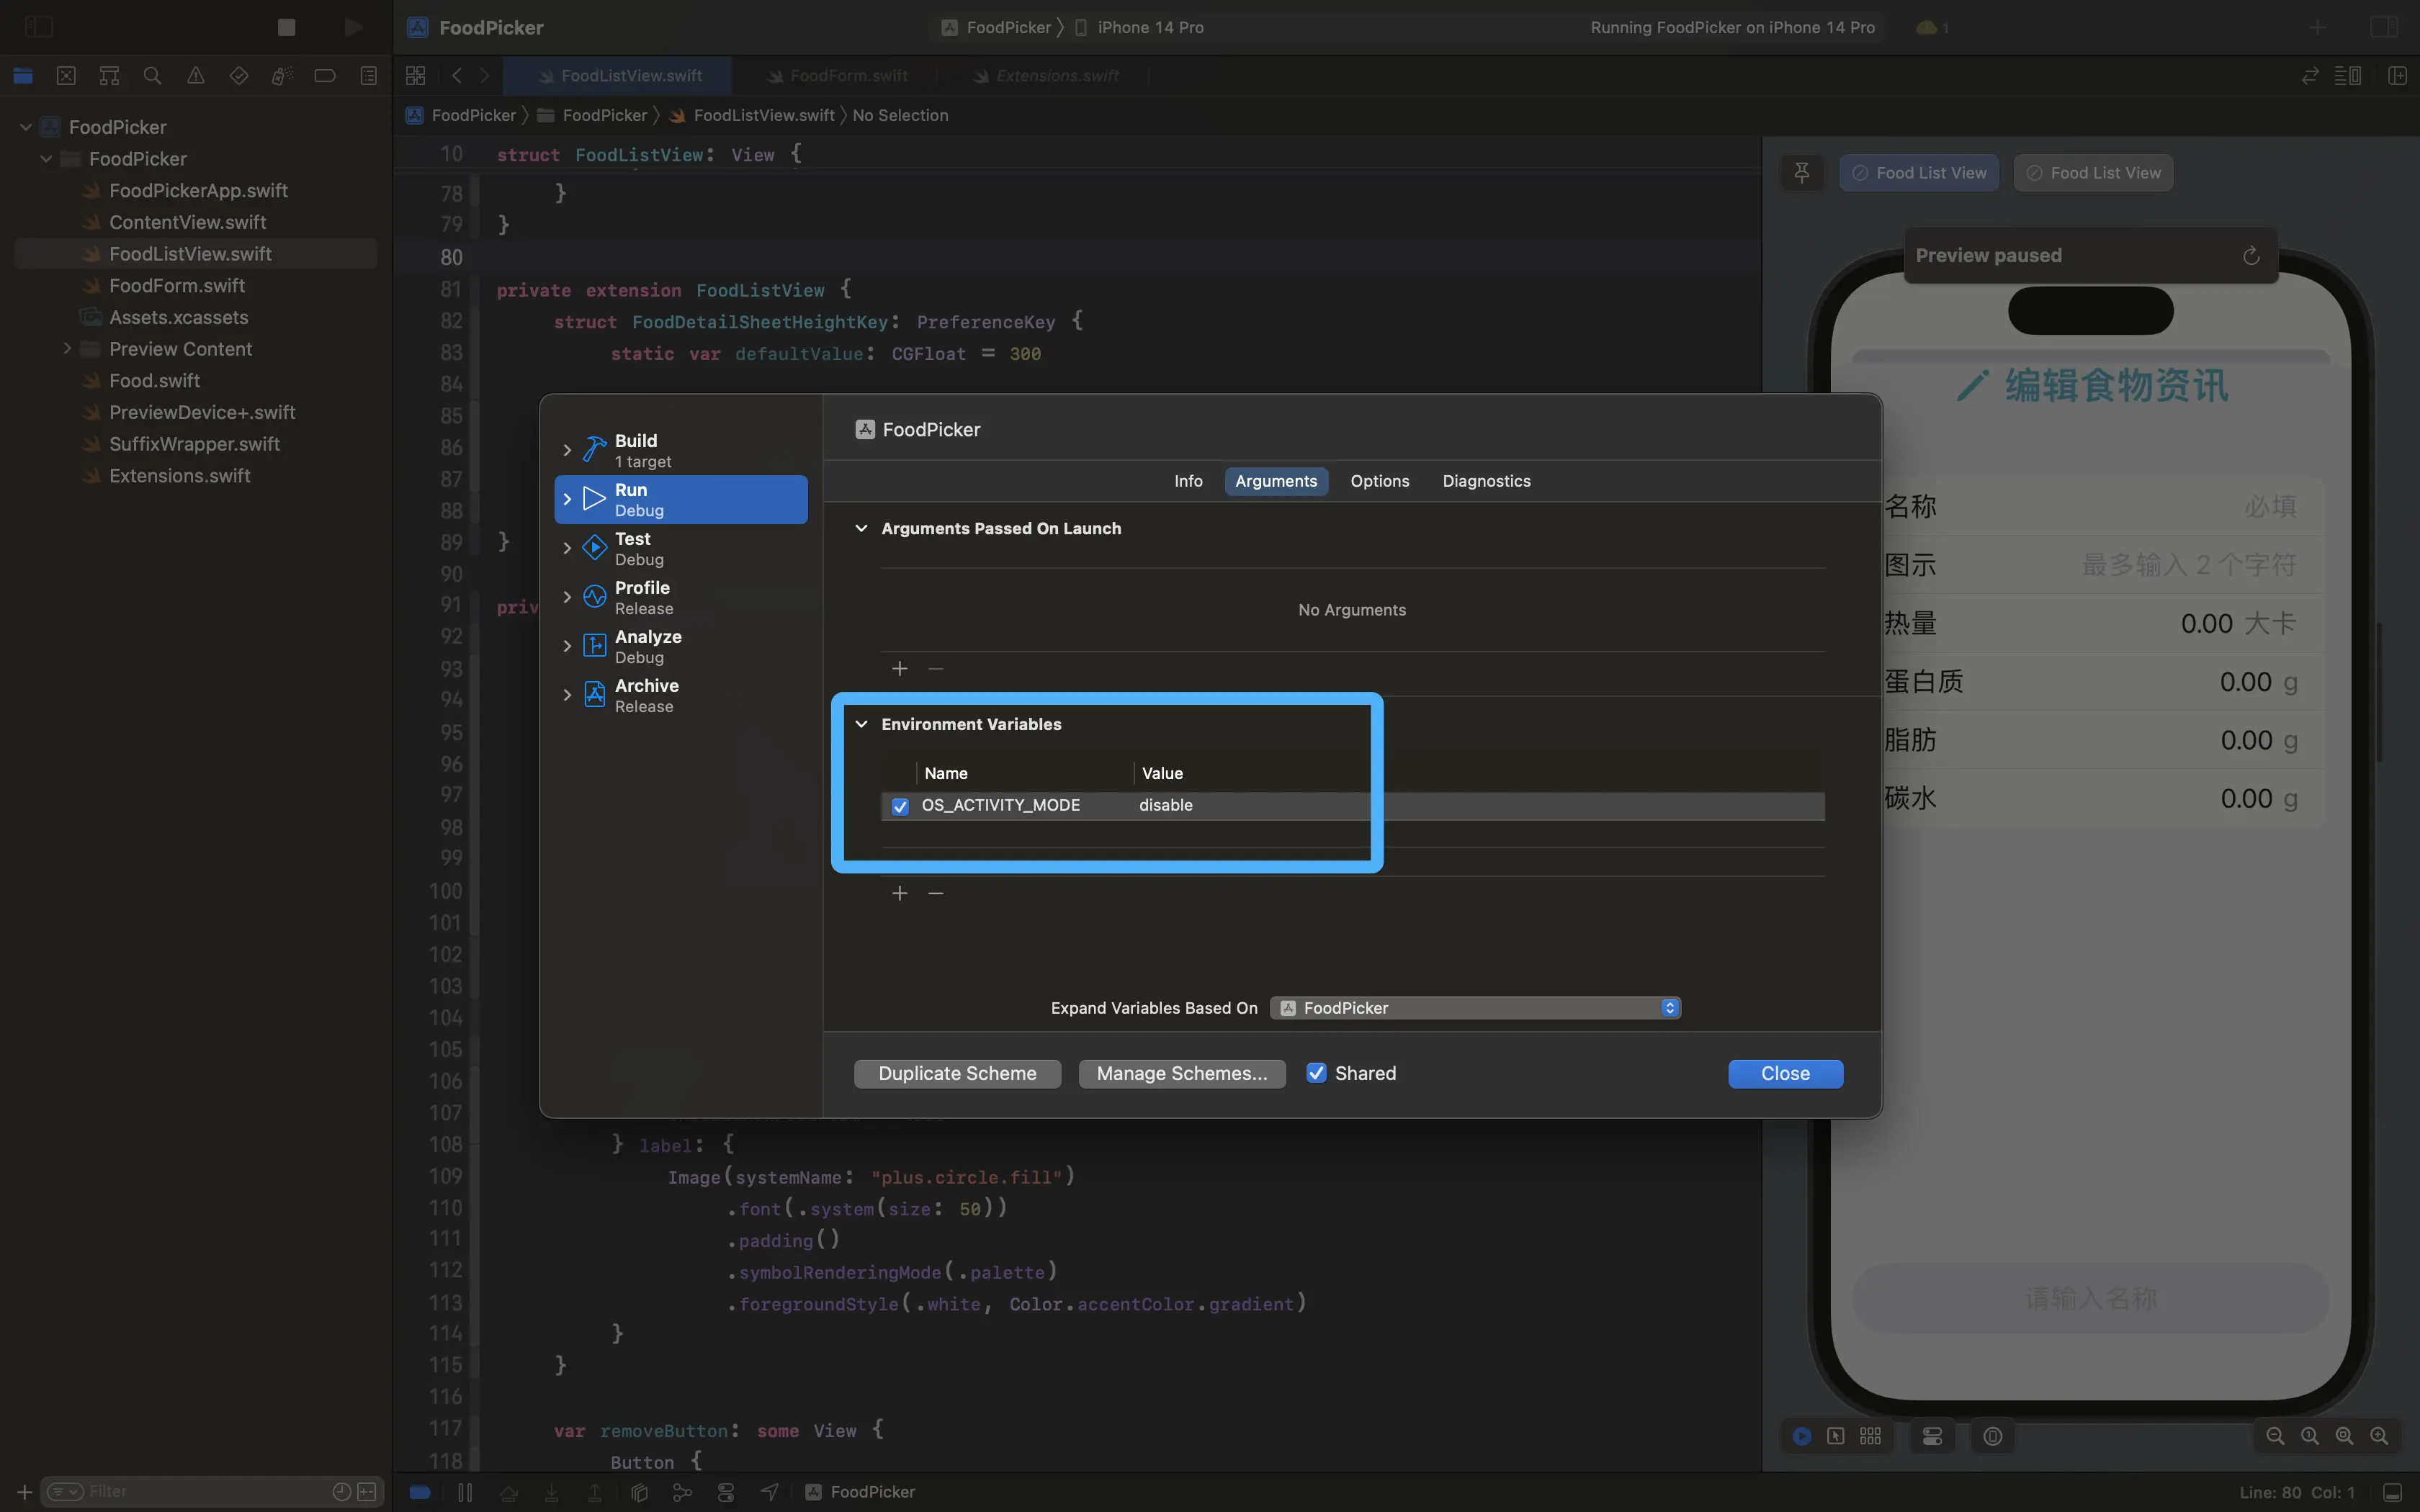 FoodPicker
FoodPicker 〉 iPhone 14 Pro
Running FoodPicker on iPhone 14 Pro
1
FoodListView.swift
FoodForm.swift
Extensions.swift
FoodPicker 〉 FoodPicker 〉 FoodListView.swift 〉 No Selection
FoodPicker
FoodPicker
FoodPickerApp.swift
ContentView.swift
FoodListView.swift
FoodForm.swift
Assets.xcassets
Preview Content
Food.swift
PreviewDevice+.swift
SuffixWrapper.swift
Extensions.swift
Filter
10 struct FoodListView: View {
78 }
79 }
80
81 private extension FoodListView {
82 struct FoodDetailSheetHeightKey: PreferenceKey {
83 static var defaultValue: CGFloat = 300
84
85
86
87
88
89 }
90
91 priv
92
93
94
95
96
97
98
99
100
101
102
103
104
105
106
107
108 } label: {
109 Image(systemName: "plus.circle.fill")
110 .font(.system(size: 50))
111 .padding()
112 .symbolRenderingMode(.palette)
113 .foregroundStyle(.white, Color.accentColor.gradient)
114 }
115 }
116
117 var removeButton: some View {
118 Button {
Build
1 target
Run
Debug
Test
Debug
Profile
Release
Analyze
Debug
Archive
Release
FoodPicker
Info
Arguments
Options
Diagnostics
Arguments Passed On Launch
No Arguments
Environment Variables
Name Value
OS_ACTIVITY_MODE disable
Expand Variables Based On FoodPicker
Duplicate Scheme
Manage Schemes...
Shared
Close
Food List View
Food List View
Preview paused
编辑食物资讯
名称 必填
图示 最多输入 2 个字符
热量 0.00 大卡
蛋白质 0.00 g
脂肪 0.00 g
碳水 0.00 g
请输入名称
FoodPicker
Line: 80 Col: 1